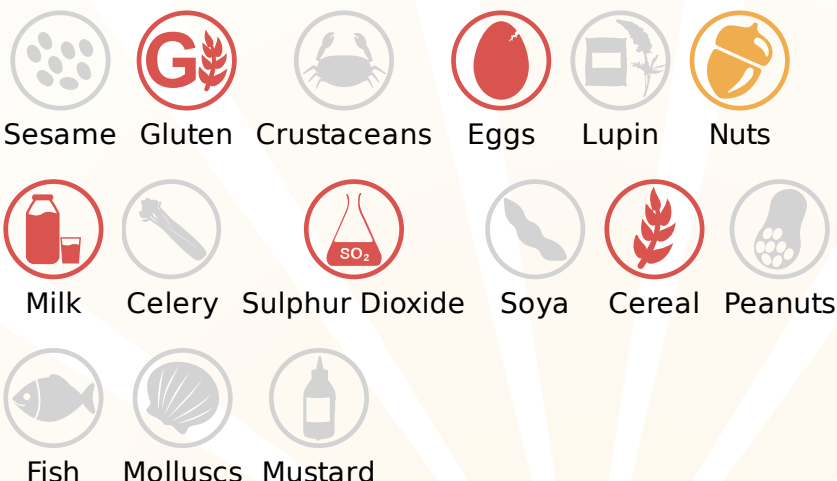 G
Sesame Gluten Crustaceans Eggs Lupin Nuts
SO₂
Milk Celery Sulphur Dioxide Soya Cereal Peanuts
Fish Molluscs Mustard